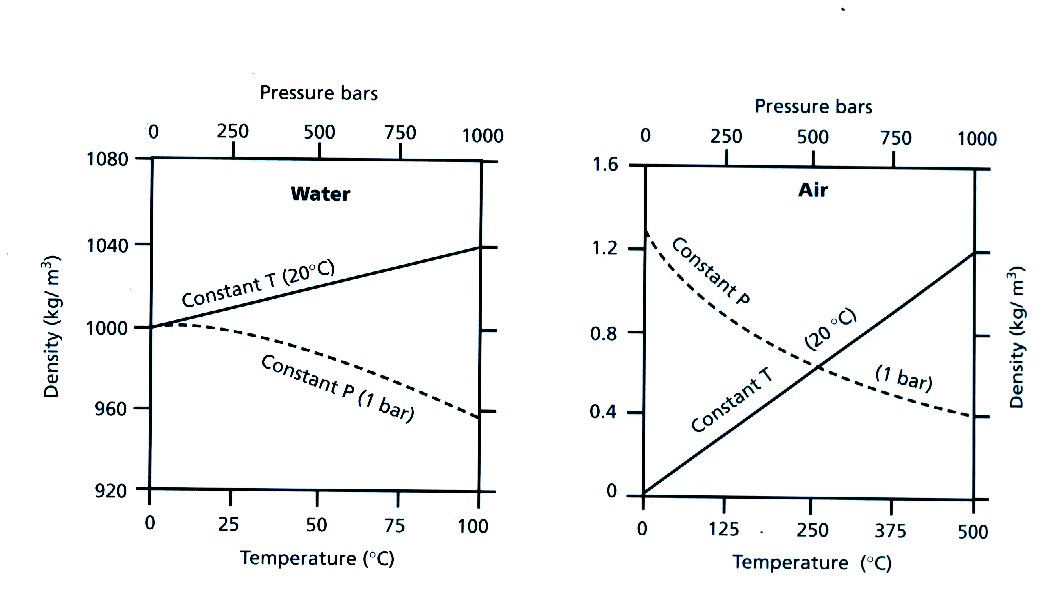 Pressure bars
0 250 500 750 1000
1080
1040
1000
960
920
Density (kg/ m³)
Water
Constant T (20°C)
Constant P (1 bar)
0 25 50 75 100
Temperature (°C)
Pressure bars
0 250 500 750 1000
1.6
1.2
0.8
0.4
0
Air
Constant P
(20 °C)
Constant T
(1 bar)
Density (kg/ m³)
0 125 250 375 500
Temperature (°C)